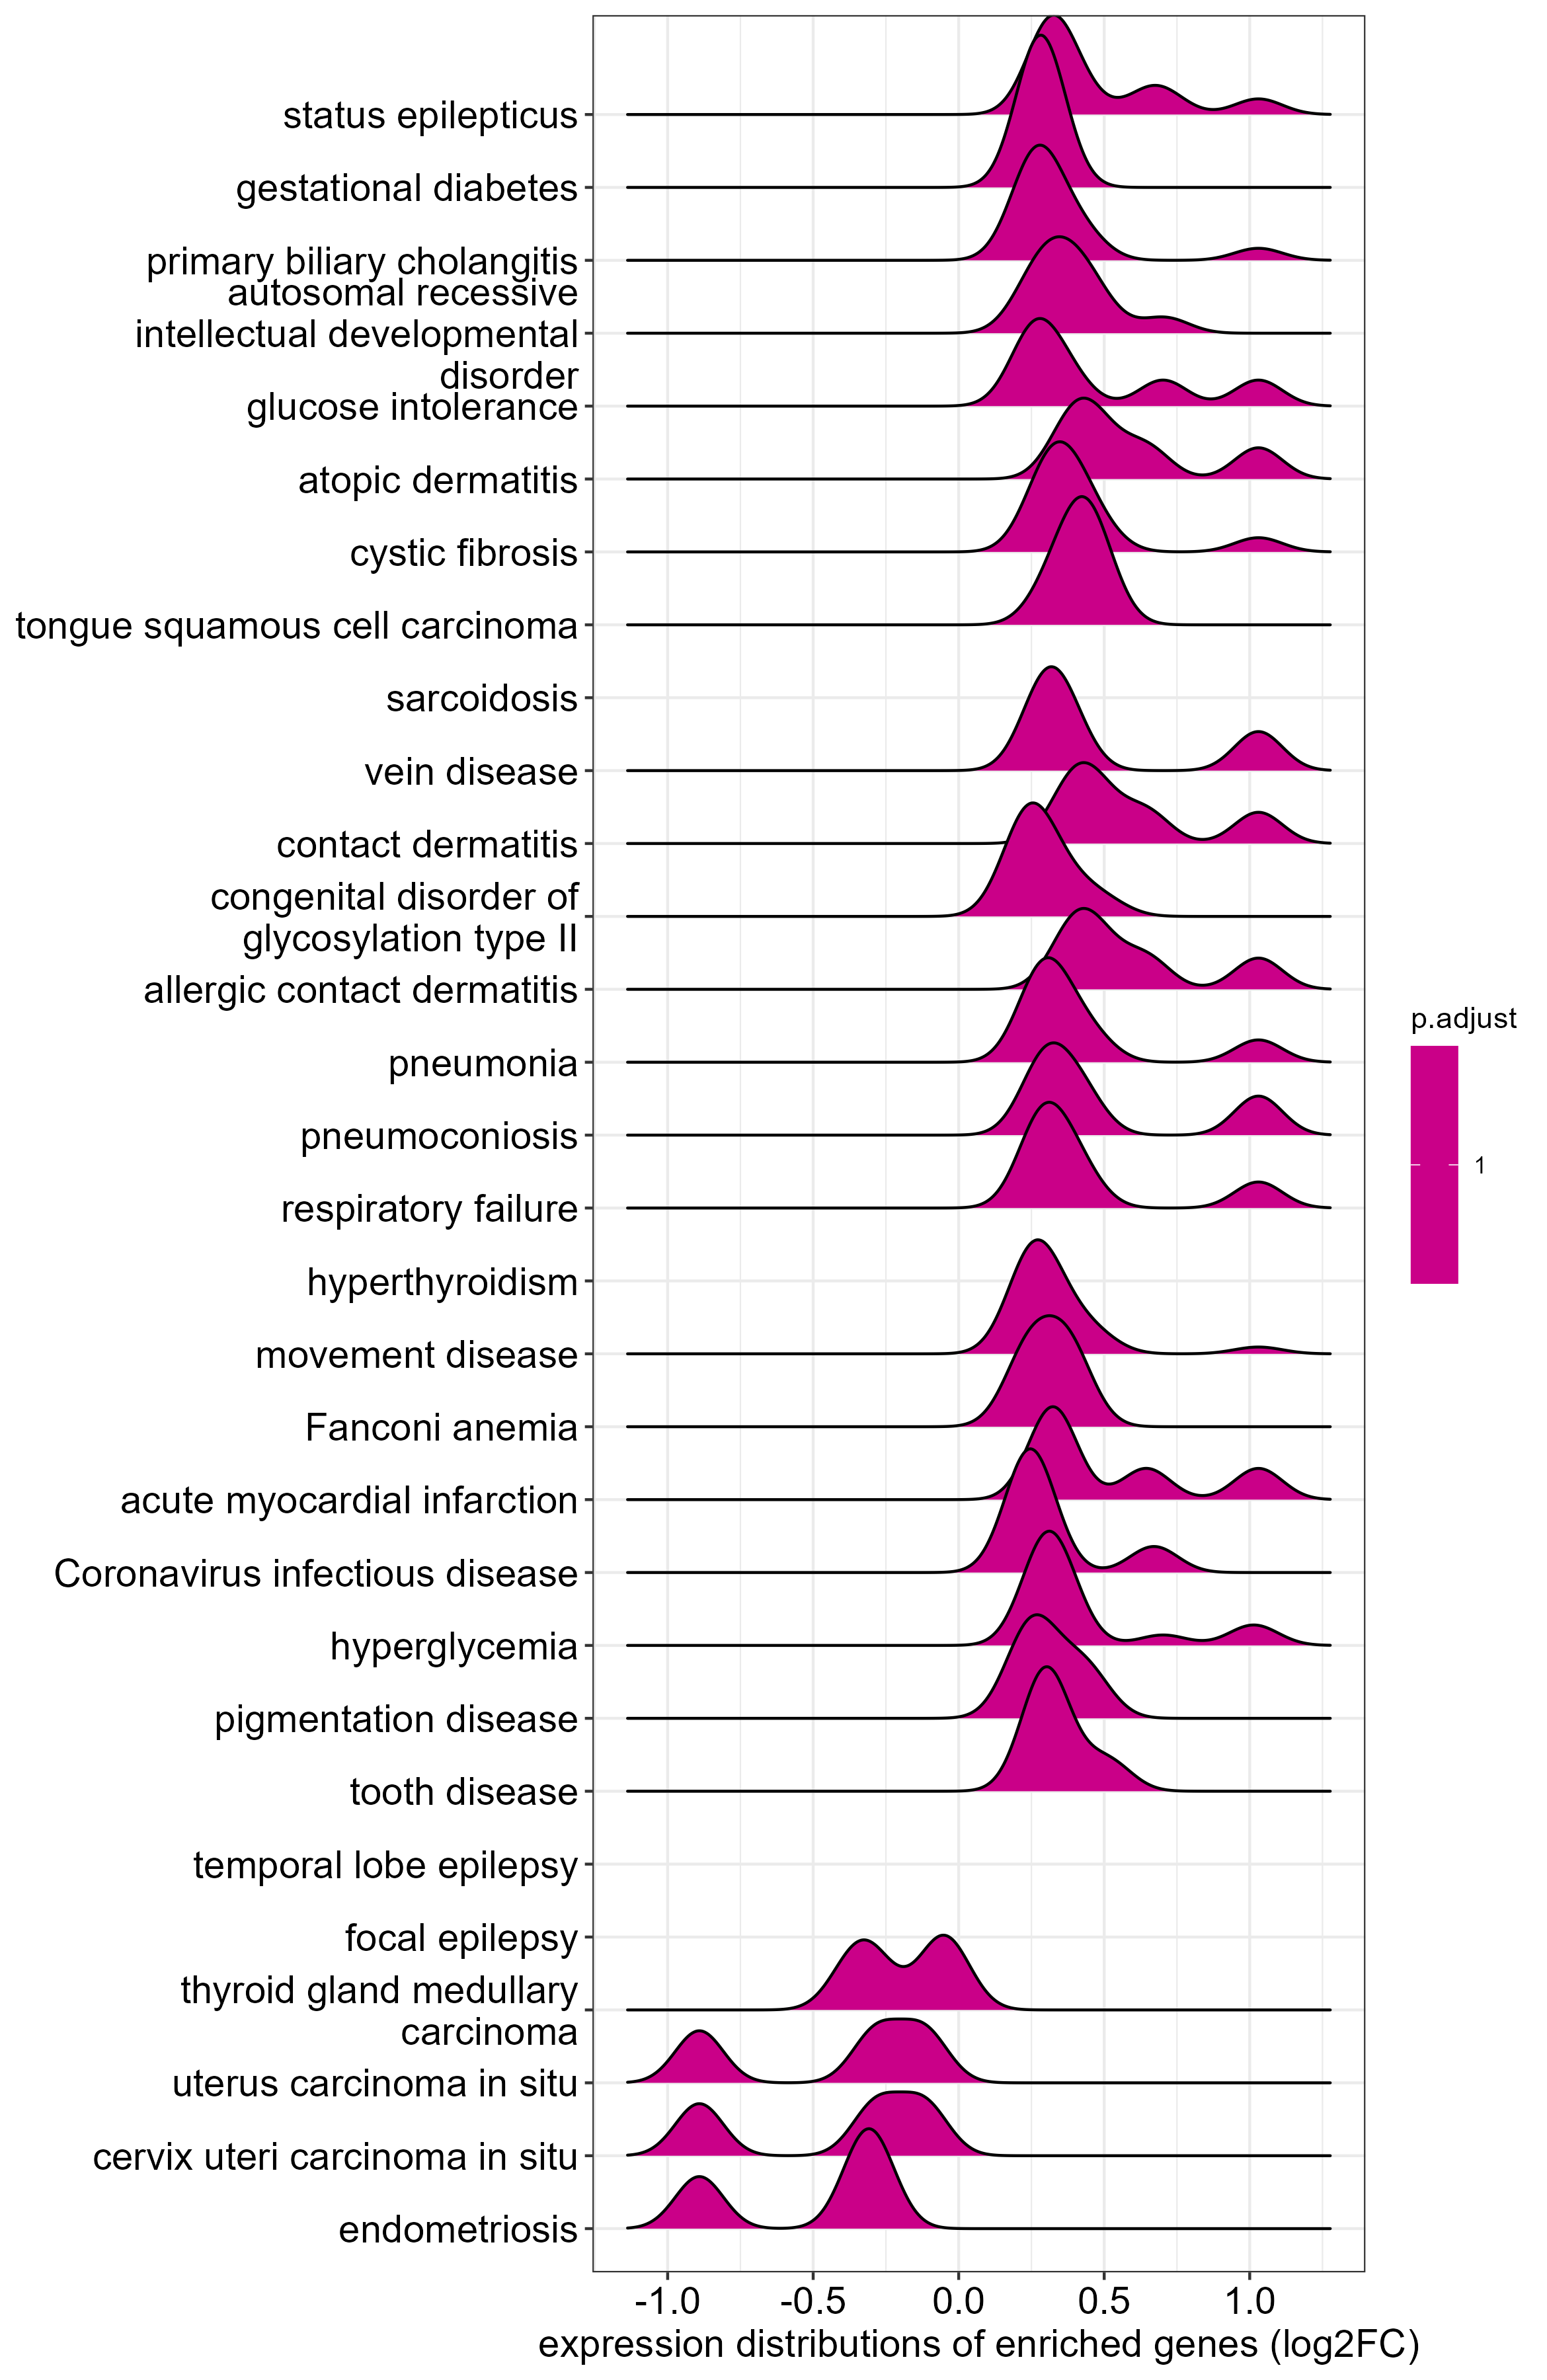 status epilepticus
gestational diabetes
primary biliary cholangitis
autosomal recessive
intellectual developmental
disorder
glucose intolerance
atopic dermatitis
cystic fibrosis
tongue squamous cell carcinoma
sarcoidosis
vein disease
contact dermatitis
congenital disorder of
glycosylation type II
allergic contact dermatitis
pneumonia
pneumoconiosis
respiratory failure
hyperthyroidism
movement disease
Fanconi anemia
acute myocardial infarction
Coronavirus infectious disease
hyperglycemia
pigmentation disease
tooth disease
temporal lobe epilepsy
focal epilepsy
thyroid gland medullary
carcinoma
uterus carcinoma in situ
cervix uteri carcinoma in situ
endometriosis
-1.0 -0.5 0.0 0.5 1.0
expression distributions of enriched genes (log2FC)
p.adjust
1